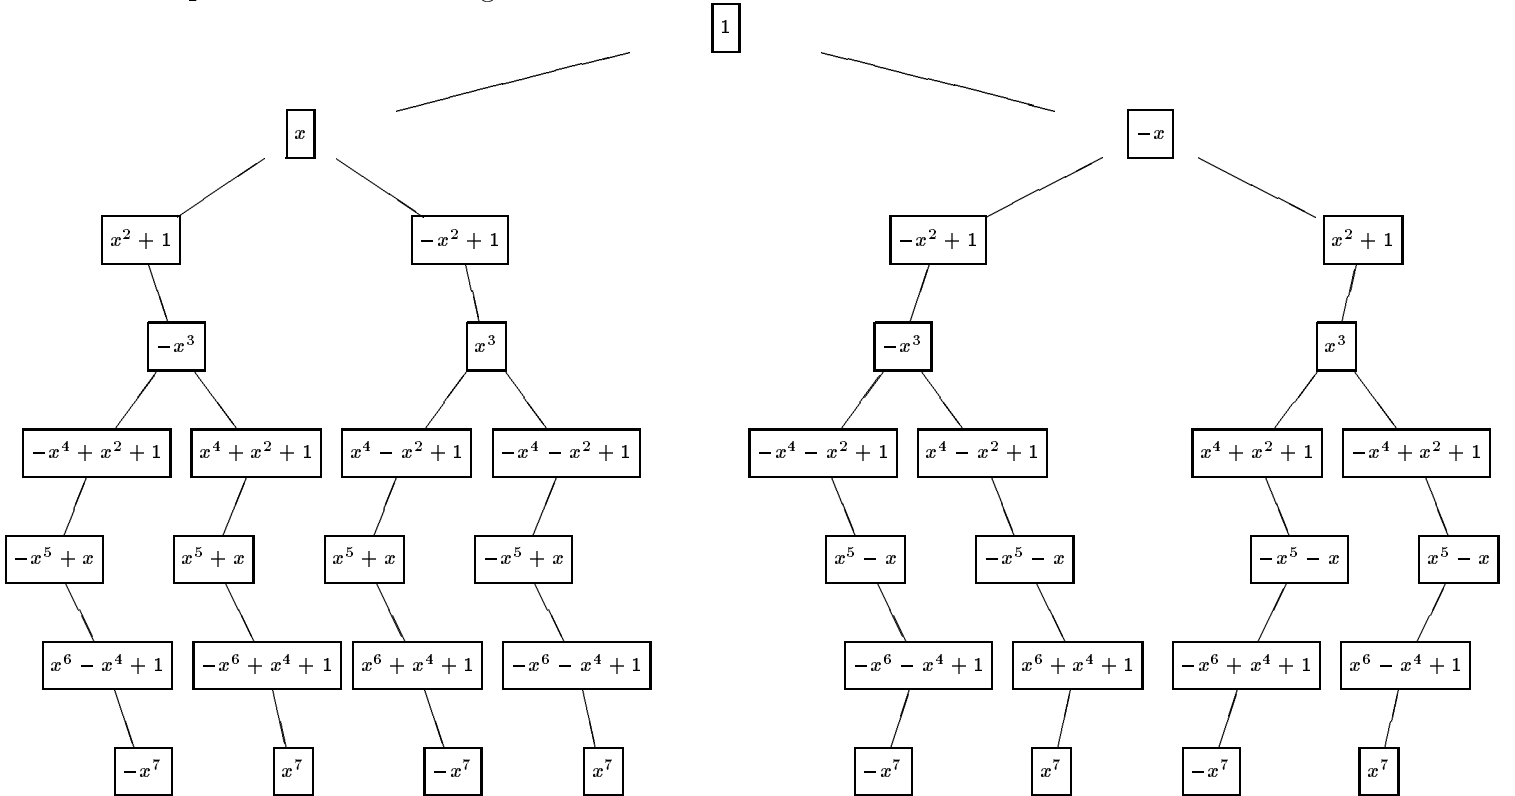 1
x −x
x² + 1 −x² + 1 −x² + 1 x² + 1
−x³ x³ −x³ x³
−x⁴ + x² + 1 x⁴ + x² + 1 x⁴ − x² + 1 −x⁴ − x² + 1 −x⁴ − x² + 1 x⁴ − x² + 1 x⁴ + x² + 1 −x⁴ + x² + 1
−x⁵ + x x⁵ + x x⁵ + x −x⁵ + x x⁵ − x −x⁵ − x −x⁵ − x x⁵ − x
x⁶ − x⁴ + 1 −x⁶ + x⁴ + 1 x⁶ + x⁴ + 1 −x⁶ − x⁴ + 1 −x⁶ − x⁴ + 1 x⁶ + x⁴ + 1 −x⁶ + x⁴ + 1 x⁶ − x⁴ + 1
−x⁷ x⁷ −x⁷ x⁷ −x⁷ x⁷ −x⁷ x⁷